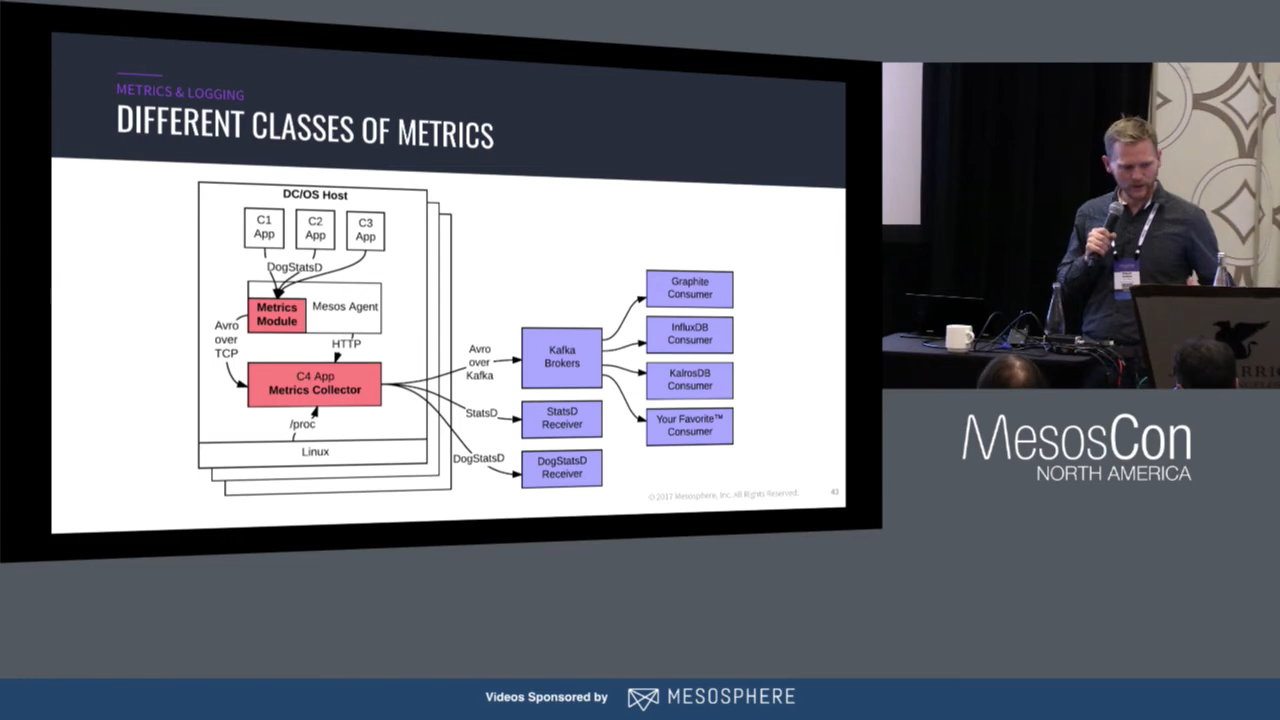 METRICS & LOGGING
DIFFERENT CLASSES OF METRICS
DC/OS Host
C1
App
C2
App
C3
App
DogStatsD
Metrics
Module
Mesos Agent
Avro
over
TCP
HTTP
C4 App
Metrics Collector
/proc
Linux
Avro
over
Kafka
StatsD
DogStatsD
Kafka
Brokers
StatsD
Receiver
DogStatsD
Receiver
Graphite
Consumer
InfluxDB
Consumer
KairosDB
Consumer
Your Favorite™
Consumer
© 2017 Mesosphere, Inc. All Rights Reserved.
43
MesosCon
NORTH AMERICA
Videos Sponsored by
MESOSPHERE